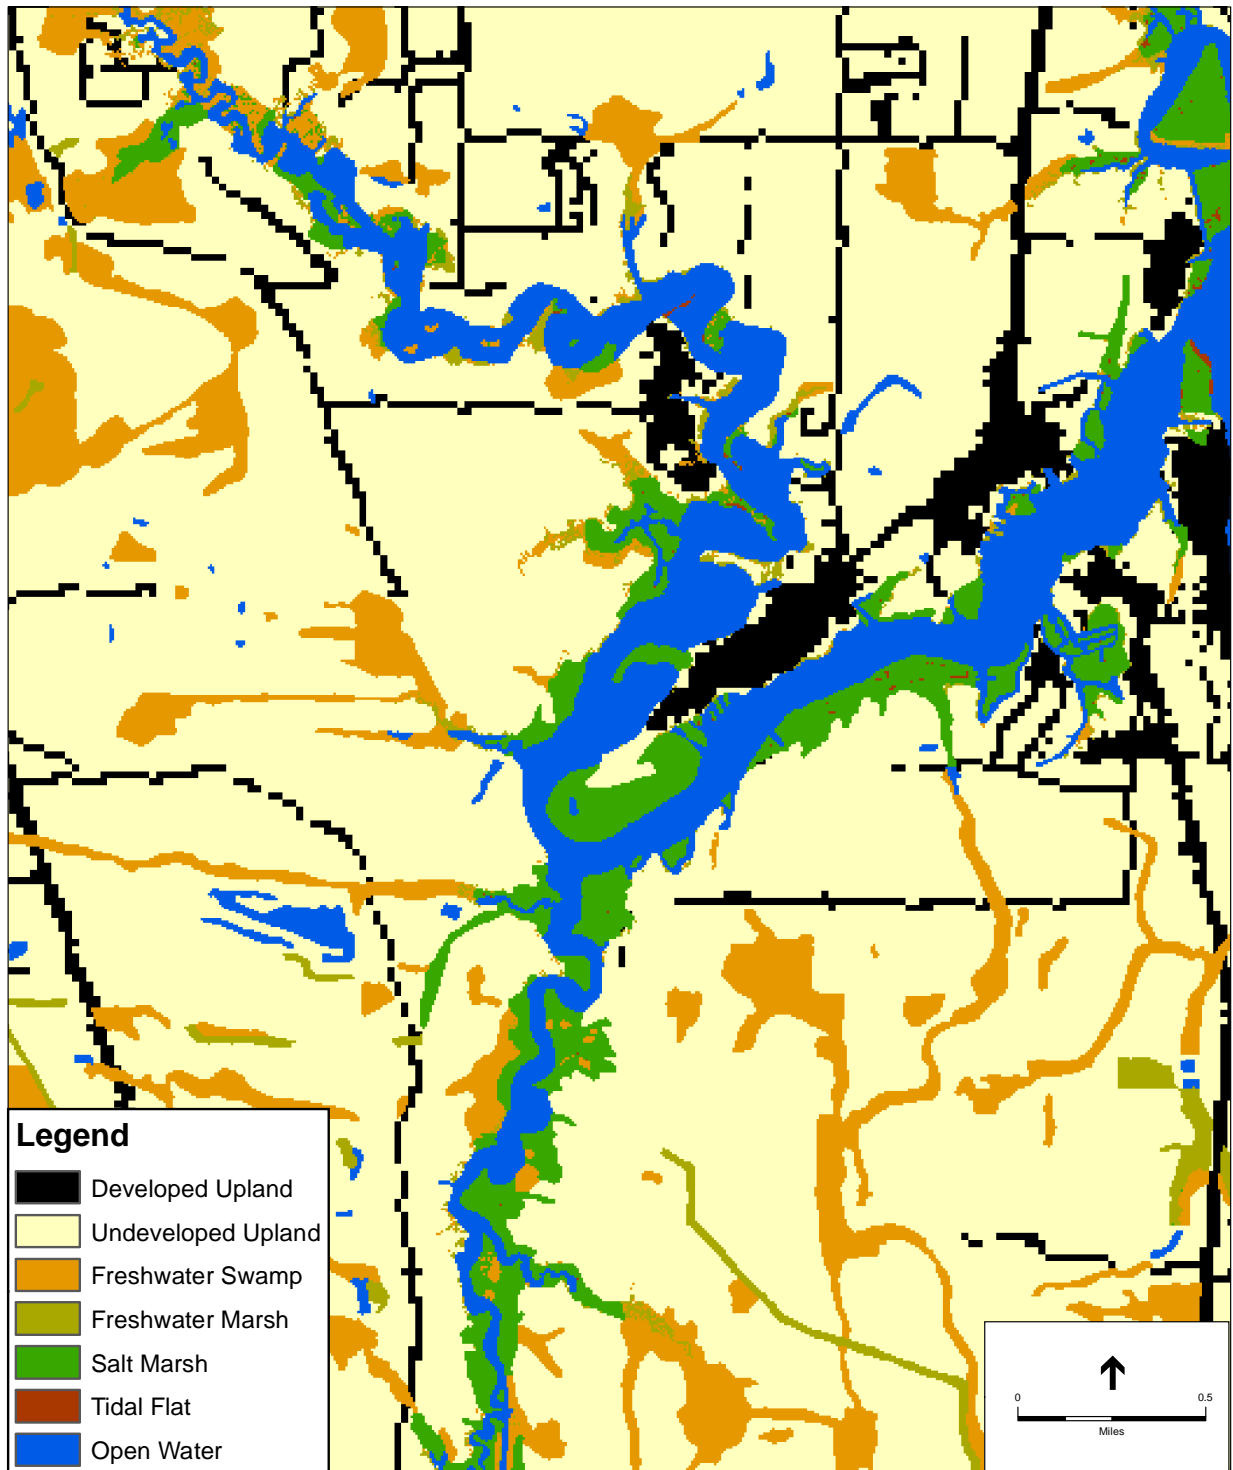 Legend
Developed Upland
Undeveloped Upland
Freshwater Swamp
Freshwater Marsh
Salt Marsh
Tidal Flat
Open Water
0 0.5
Miles